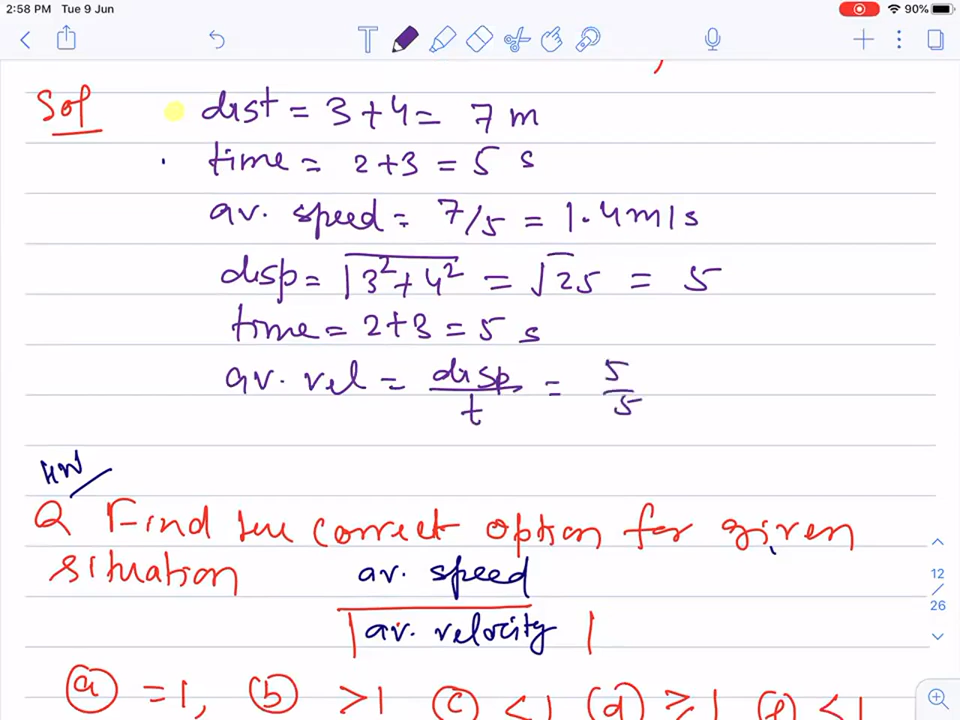 2:58 PM Tue 9 Jun 90%
T
Sol
dist = 3+4= 7 m
time = 2+3 = 5 s
av. speed = 7/5 = 1.4 m/s
disp = √3²+4² = √25 = 5
time = 2+3 = 5 s
av. vel = disp/t = 5/5
HW
Q Find the correct option for given
situation av. speed
|av. velocity|
12
/
26
(a) =1, (b) >1 (c) <1 (d) ≥1